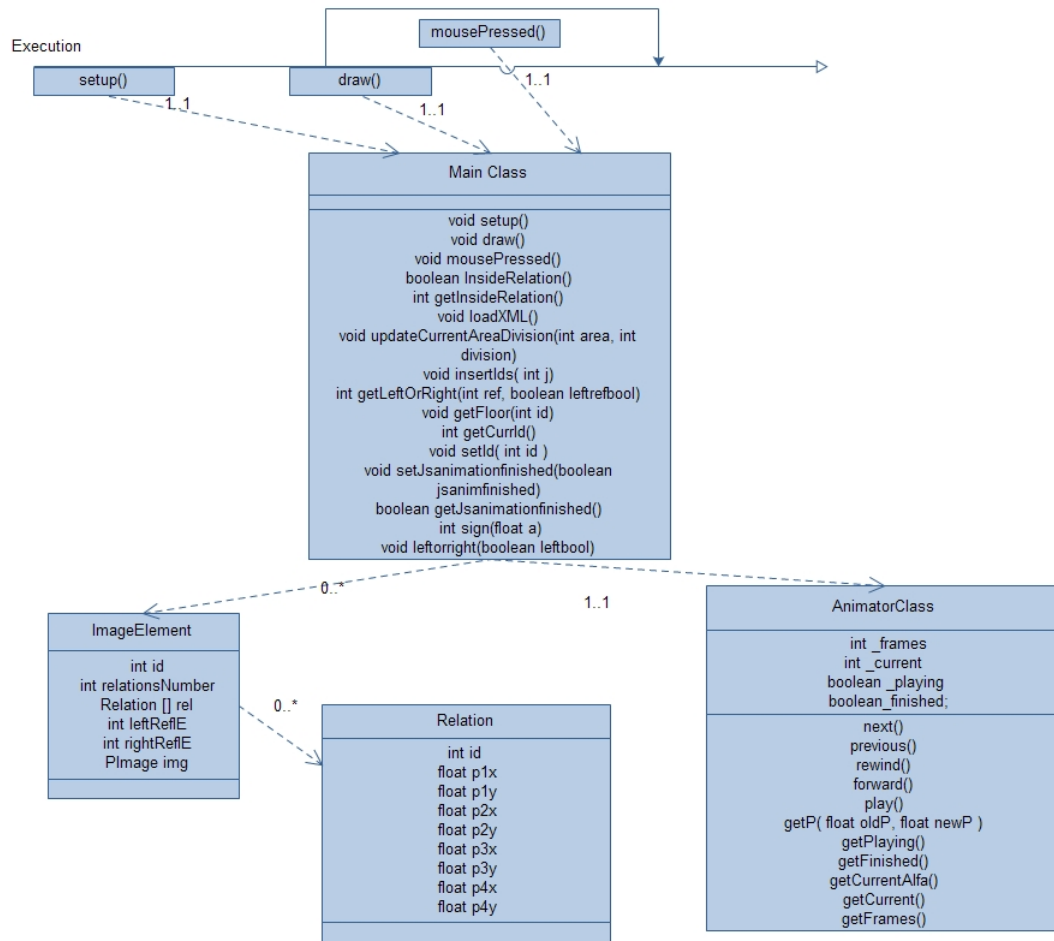 mousePressed()
Execution
setup()
draw()
1..1
1..1
1..1
Main Class
void setup()
void draw()
void mousePressed()
boolean InsideRelation()
int getInsideRelation()
void loadXML()
void updateCurrentAreaDivision(int area, int
division)
void insertIds( int j)
int getLeftOrRight(int ref, boolean leftrefbool)
void getFloor(int id)
int getCurrId()
void setId( int id )
void setJsanimationfinished(boolean
jsanimfinished)
boolean getJsanimationfinished()
int sign(float a)
void leftorright(boolean leftbool)
0..*
1..1
ImageElement
int id
int relationsNumber
Relation [] rel
int leftRefIE
int rightRefIE
PImage img
0..*
Relation
int id
float p1x
float p1y
float p2x
float p2y
float p3x
float p3y
float p4x
float p4y
AnimatorClass
int _frames
int _current
boolean _playing
boolean_finished;
next()
previous()
rewind()
forward()
play()
getP( float oldP, float newP )
getPlaying()
getFinished()
getCurrentAlfa()
getCurrent()
getFrames()